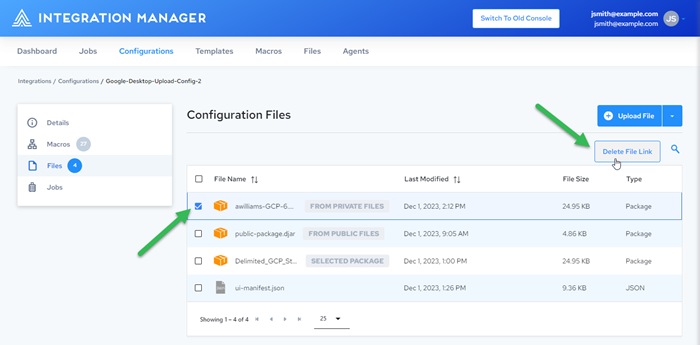 INTEGRATION MANAGER
Switch To Old Console
jsmith@example.com
jsmith@example.com
JS
Dashboard Jobs Configurations Templates Macros Files Agents
Integrations / Configurations / Google-Desktop-Upload-Config-2
Details
Macros 27
Files 4
Jobs
Configuration Files
Upload File
Delete File Link
File Name Last Modified File Size Type
awilliams-GCP-6.... FROM PRIVATE FILES Dec 1, 2023, 2:12 PM 24.95 KB Package
public-package.djar FROM PUBLIC FILES Dec 1, 2023, 9:05 AM 4.86 KB Package
Delimited_GCP_St... SELECTED PACKAGE Dec 1, 2023, 1:00 PM 24.95 KB Package
ui-manifest.json Dec 1, 2023, 1:26 PM 9.36 KB JSON
Showing 1 – 4 of 4 25